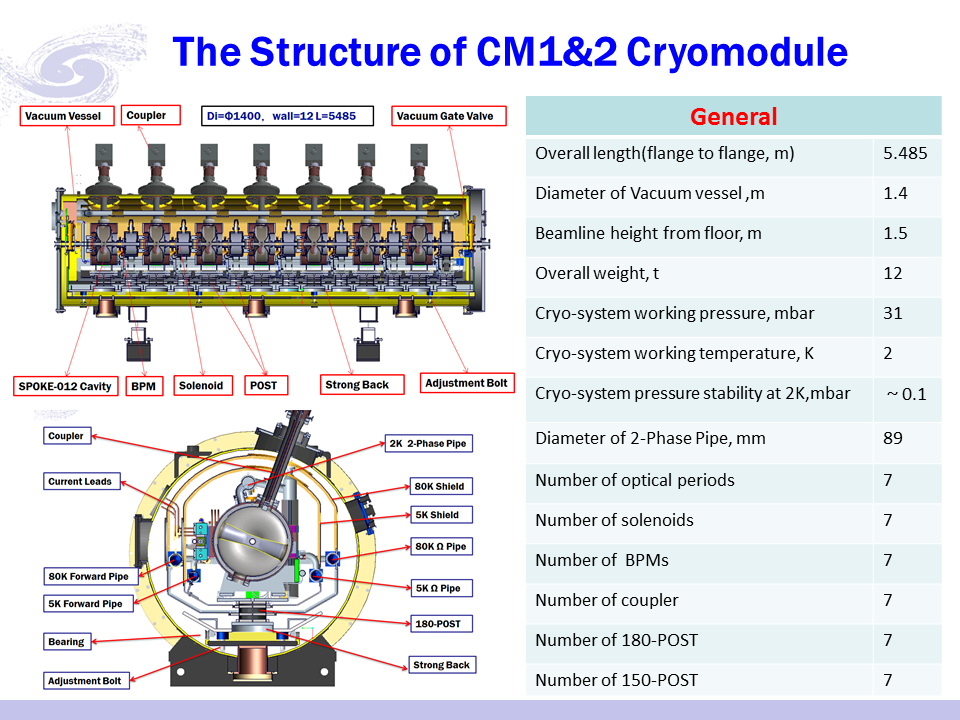 The Structure of CM1&2 Cryomodule
Vacuum Vessel
Coupler
Di=Φ1400, wall=12 L=5485
Vacuum Gate Valve
SPOKE-012 Cavity
BPM
Solenoid
POST
Strong Back
Adjustment Bolt
Coupler
2K 2-Phase Pipe
Current Leads
80K Shield
5K Shield
80K Ω Pipe
80K Forward Pipe
5K Ω Pipe
5K Forward Pipe
180-POST
Bearing
Strong Back
Adjustment Bolt
General
Overall length(flange to flange, m) 5.485
Diameter of Vacuum vessel ,m 1.4
Beamline height from floor, m 1.5
Overall weight, t 12
Cryo-system working pressure, mbar 31
Cryo-system working temperature, K 2
Cryo-system pressure stability at 2K,mbar ~ 0.1
Diameter of 2-Phase Pipe, mm 89
Number of optical periods 7
Number of solenoids 7
Number of BPMs 7
Number of coupler 7
Number of 180-POST 7
Number of 150-POST 7